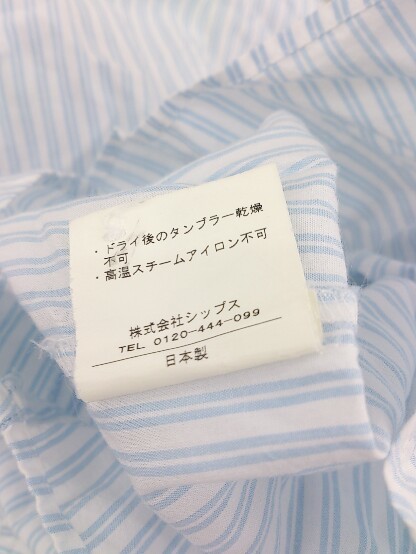 ・ドライ後のタンブラー乾燥
不可
・高温スチームアイロン不可
株式会社シップス
TEL 0120-444-099
日本製